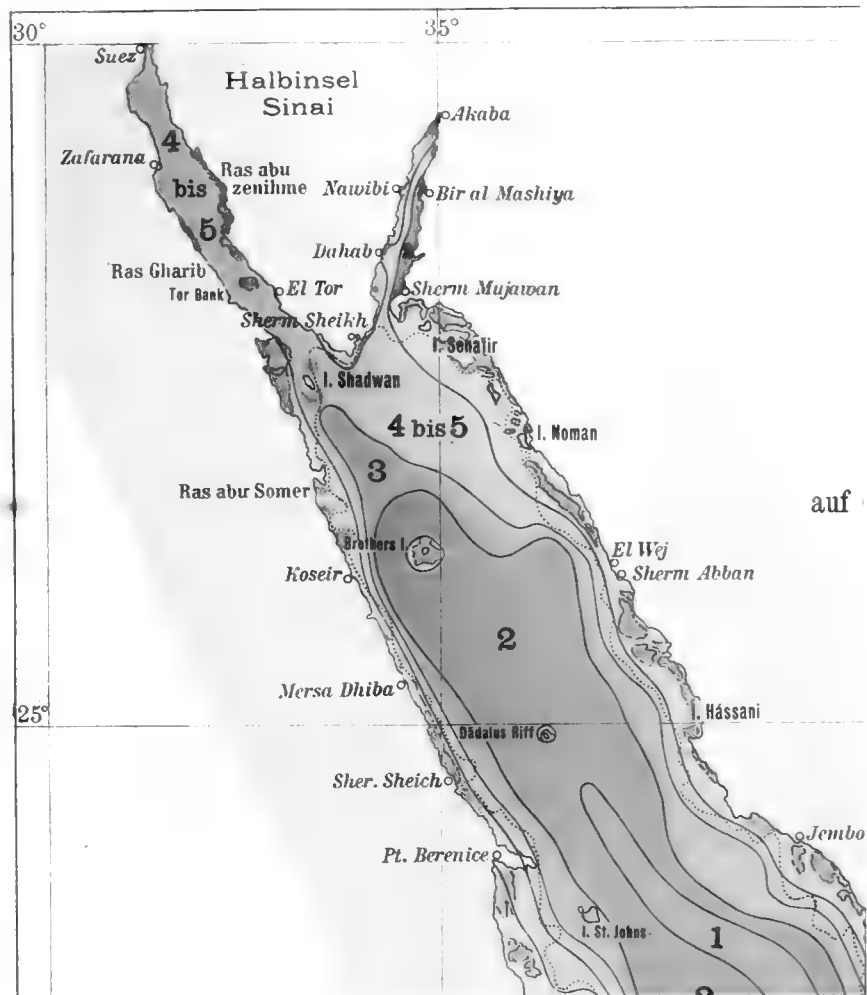 30°
35°
Suez
Halbinsel
Sinai
Akaba
4
bis
5
Zafarana
Ras abu
zenihme
Nawibi
Bir al Mashiya
Dahab
Ras Gharib
Tor Bank
El Tor
Sherm Mujawan
Sherm Sheikh
I. Senafir
I. Shadwan
4 bis 5
I. Noman
3
Ras abu Somer
auf
Brothers I.
El Wej
Sherm Abban
Koseir
2
Mersa Dhiba
I. Hássani
25°
Dädalus Riff
Sher. Sheich
Jembo
Pt. Berenice
I. St. Johns
1